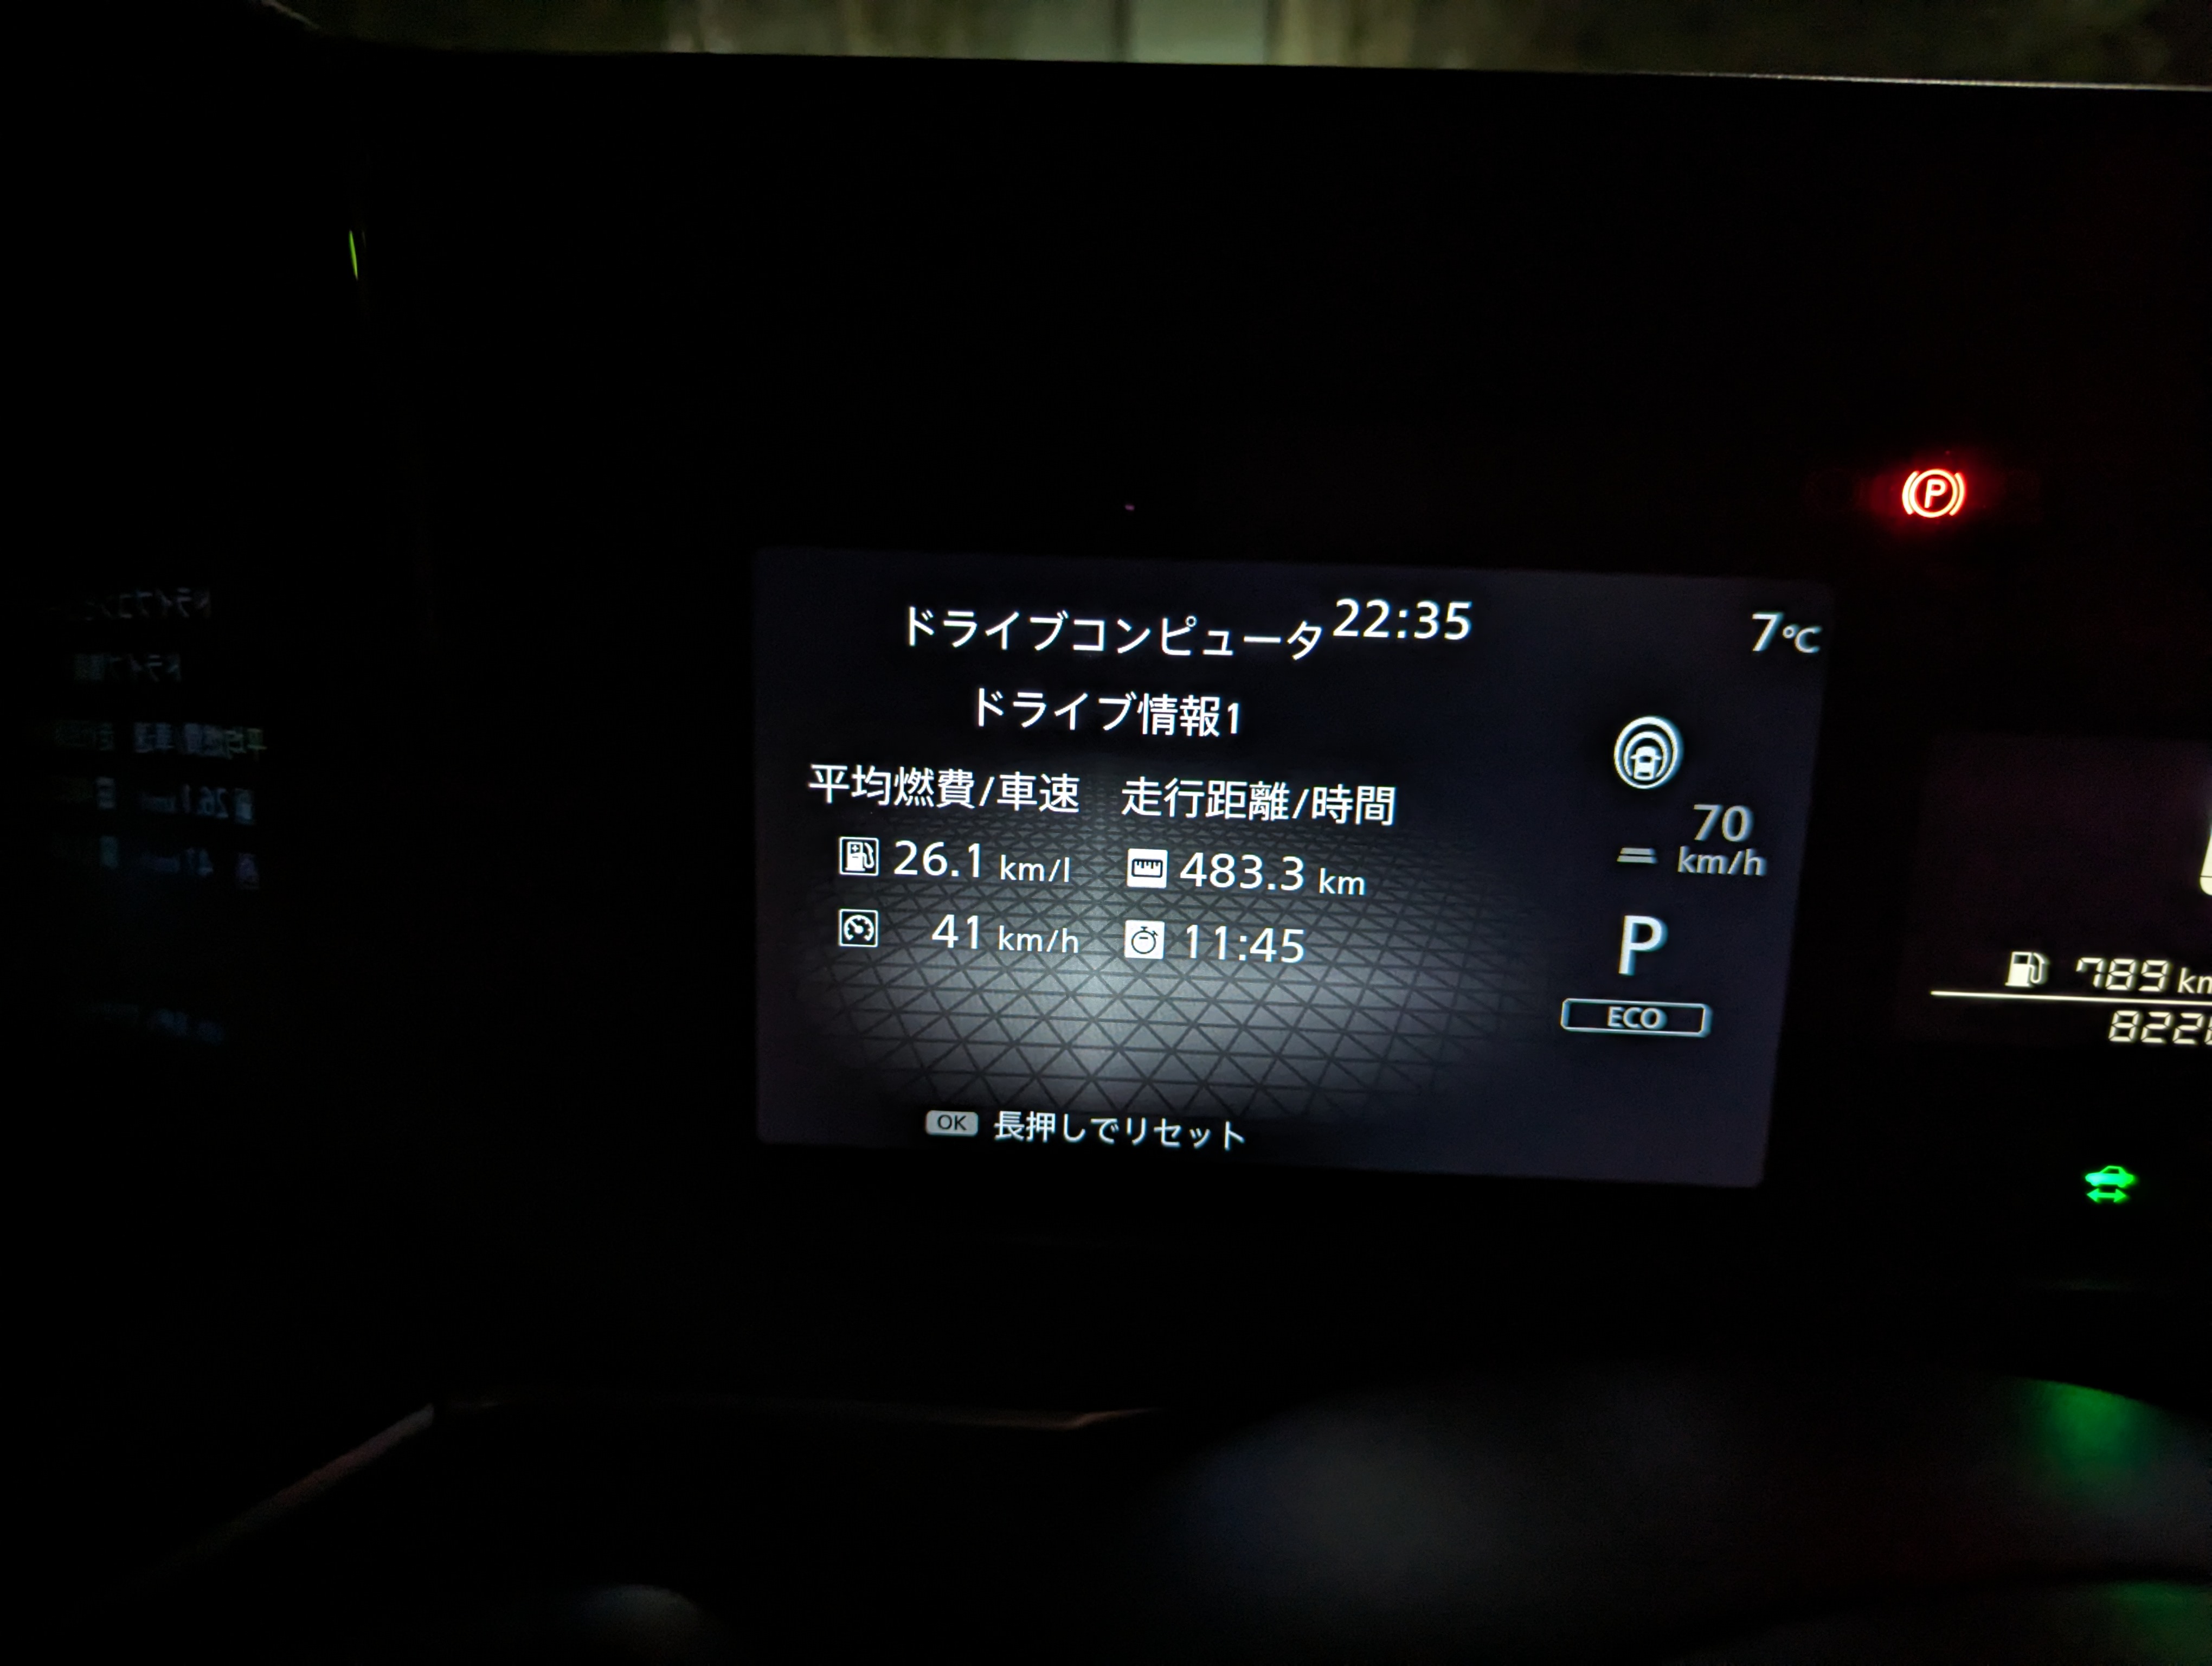 ドライブコンピュータ 22:35 7℃
ドライブ情報1
平均燃費/車速 走行距離/時間
26.1 km/l 483.3 km
41 km/h 11:45
70
km/h
P
ECO
OK 長押しでリセット
P
789 km